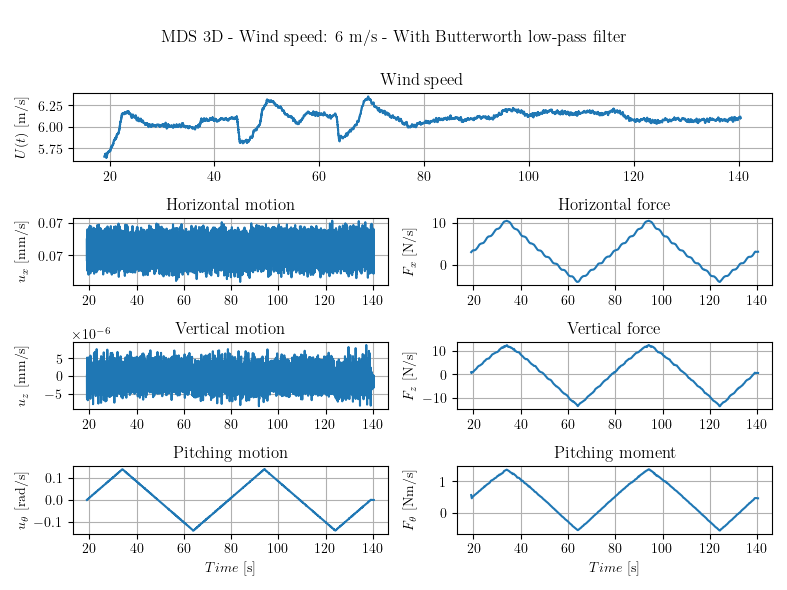 MDS 3D - Wind speed: 6 m/s - With Butterworth low-pass filter
Wind speed
U(t) [m/s]
6.25
6.00
5.75
20 40 60 80 100 120 140
Horizontal motion
u_x [mm/s]
0.07
0.07
20 40 60 80 100 120 140
Horizontal force
F_x [N/s]
10
0
20 40 60 80 100 120 140
Vertical motion
×10⁻⁶
u_z [mm/s]
5
0
−5
20 40 60 80 100 120 140
Vertical force
F_z [N/s]
10
0
−10
20 40 60 80 100 120 140
Pitching motion
u_θ [rad/s]
0.1
0.0
−0.1
20 40 60 80 100 120 140
Time [s]
Pitching moment
F_θ [Nm/s]
1
0
20 40 60 80 100 120 140
Time [s]